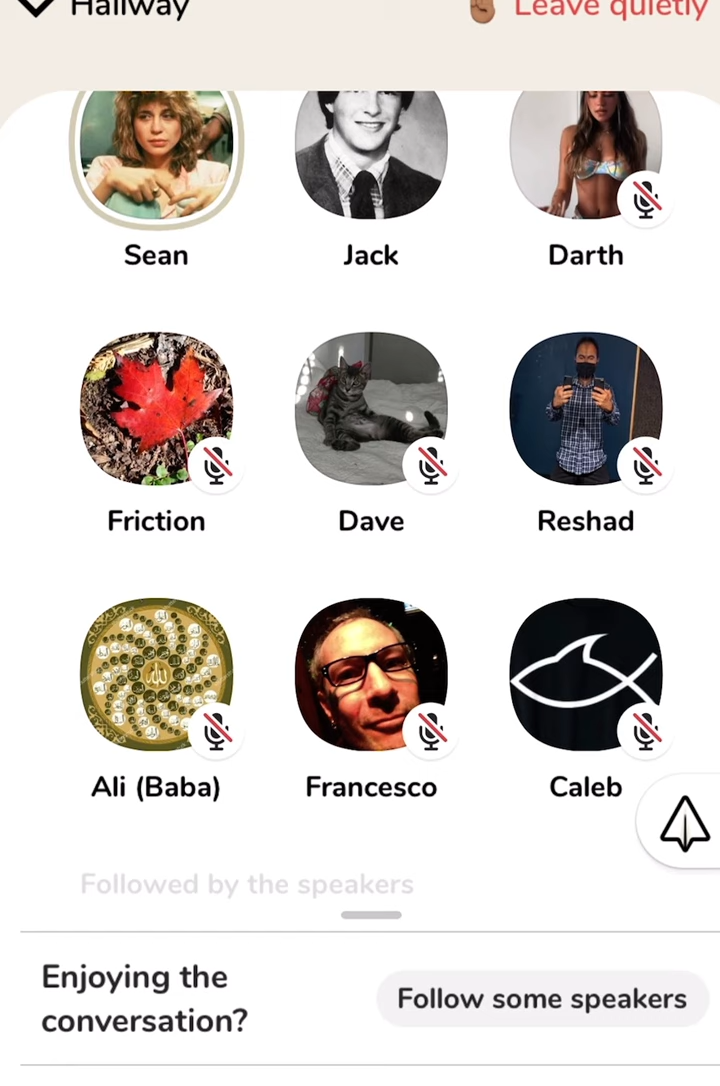 Hallway
Leave quietly
Sean
Jack
Darth
Friction
Dave
Reshad
Ali (Baba)
Francesco
Caleb
Followed by the speakers
Enjoying the
conversation?
Follow some speakers